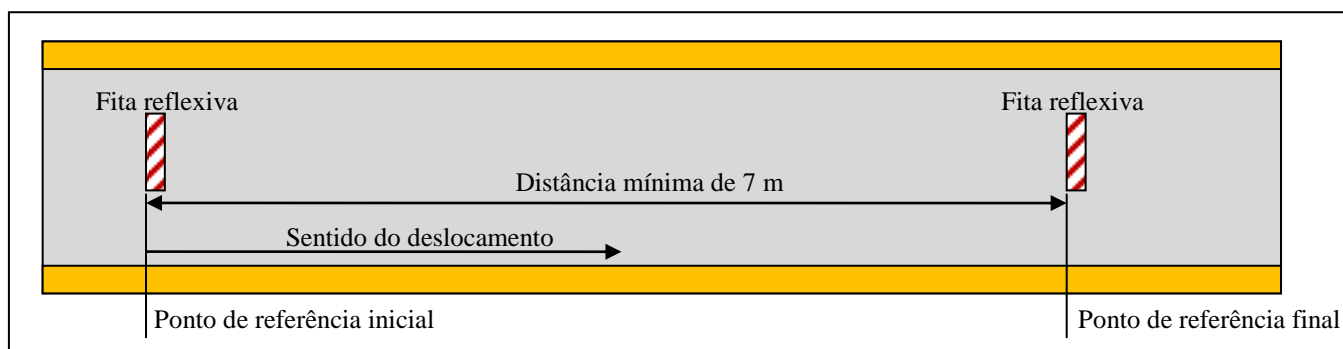 Fita reflexiva
Fita reflexiva
Distância mínima de 7 m
Sentido do deslocamento
Ponto de referência inicial
Ponto de referência final